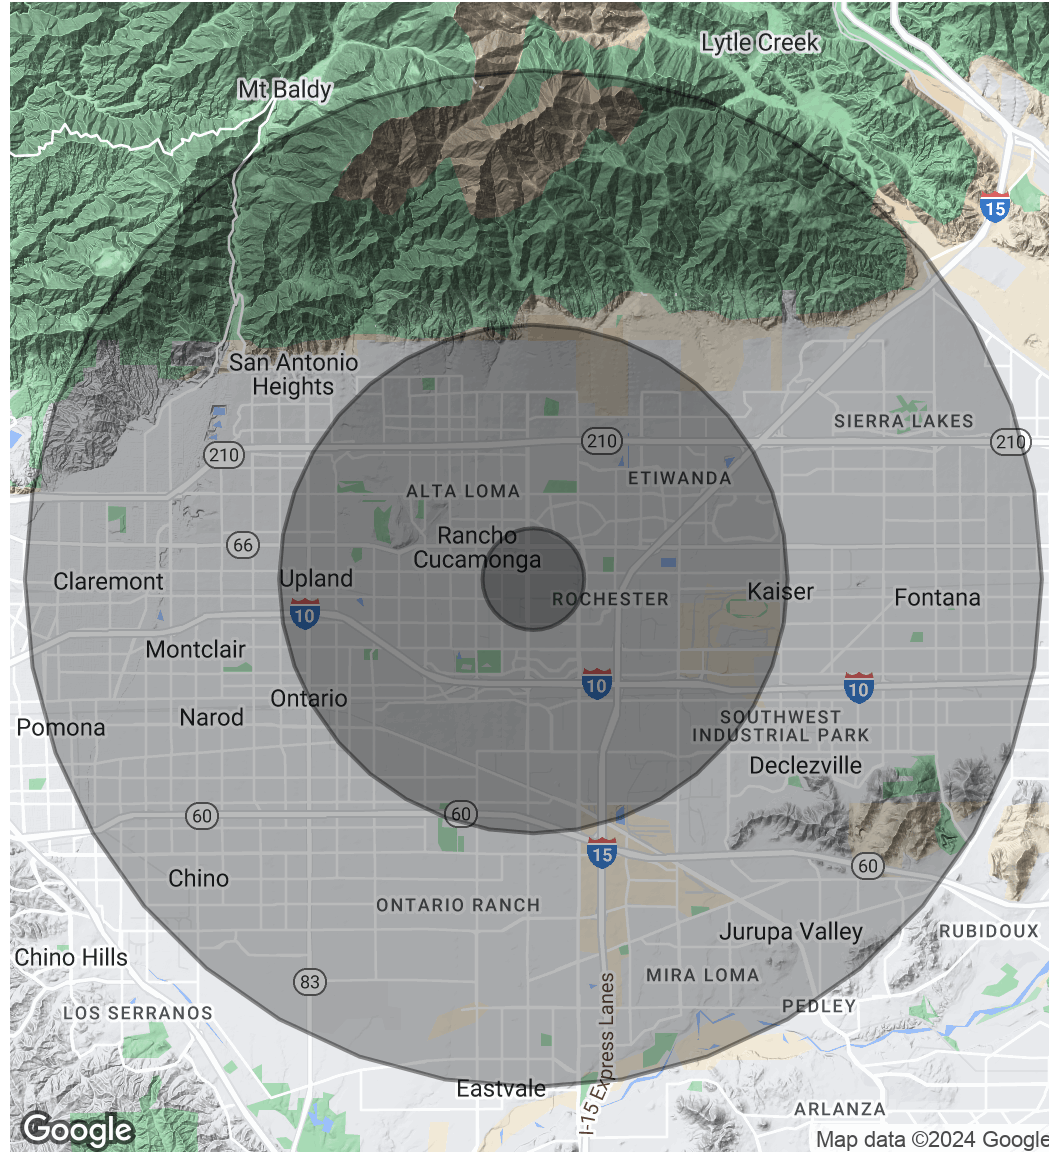 Lytle Creek
Mt Baldy
15
San Antonio
Heights
SIERRA LAKES
210
210
210
ETIWANDA
ALTA LOMA
Rancho
Cucamonga
66
Claremont
Upland
Kaiser
Fontana
ROCHESTER
10
Montclair
10
10
Ontario
Narod
Pomona
SOUTHWEST
INDUSTRIAL PARK
Declezville
60
60
15
60
Chino
ONTARIO RANCH
Jurupa Valley
RUBIDOUX
Chino Hills
MIRA LOMA
83
PEDLEY
LOS SERRANOS
I-15 Express Lanes
Eastvale
ARLANZA
Google
Map data ©2024 Google